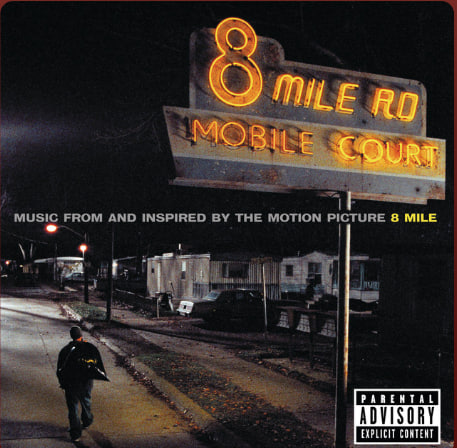 8 MILE RD
MOBILE COURT
MUSIC FROM AND INSPIRED BY THE MOTION PICTURE 8 MILE
PARENTAL
ADVISORY
EXPLICIT CONTENT